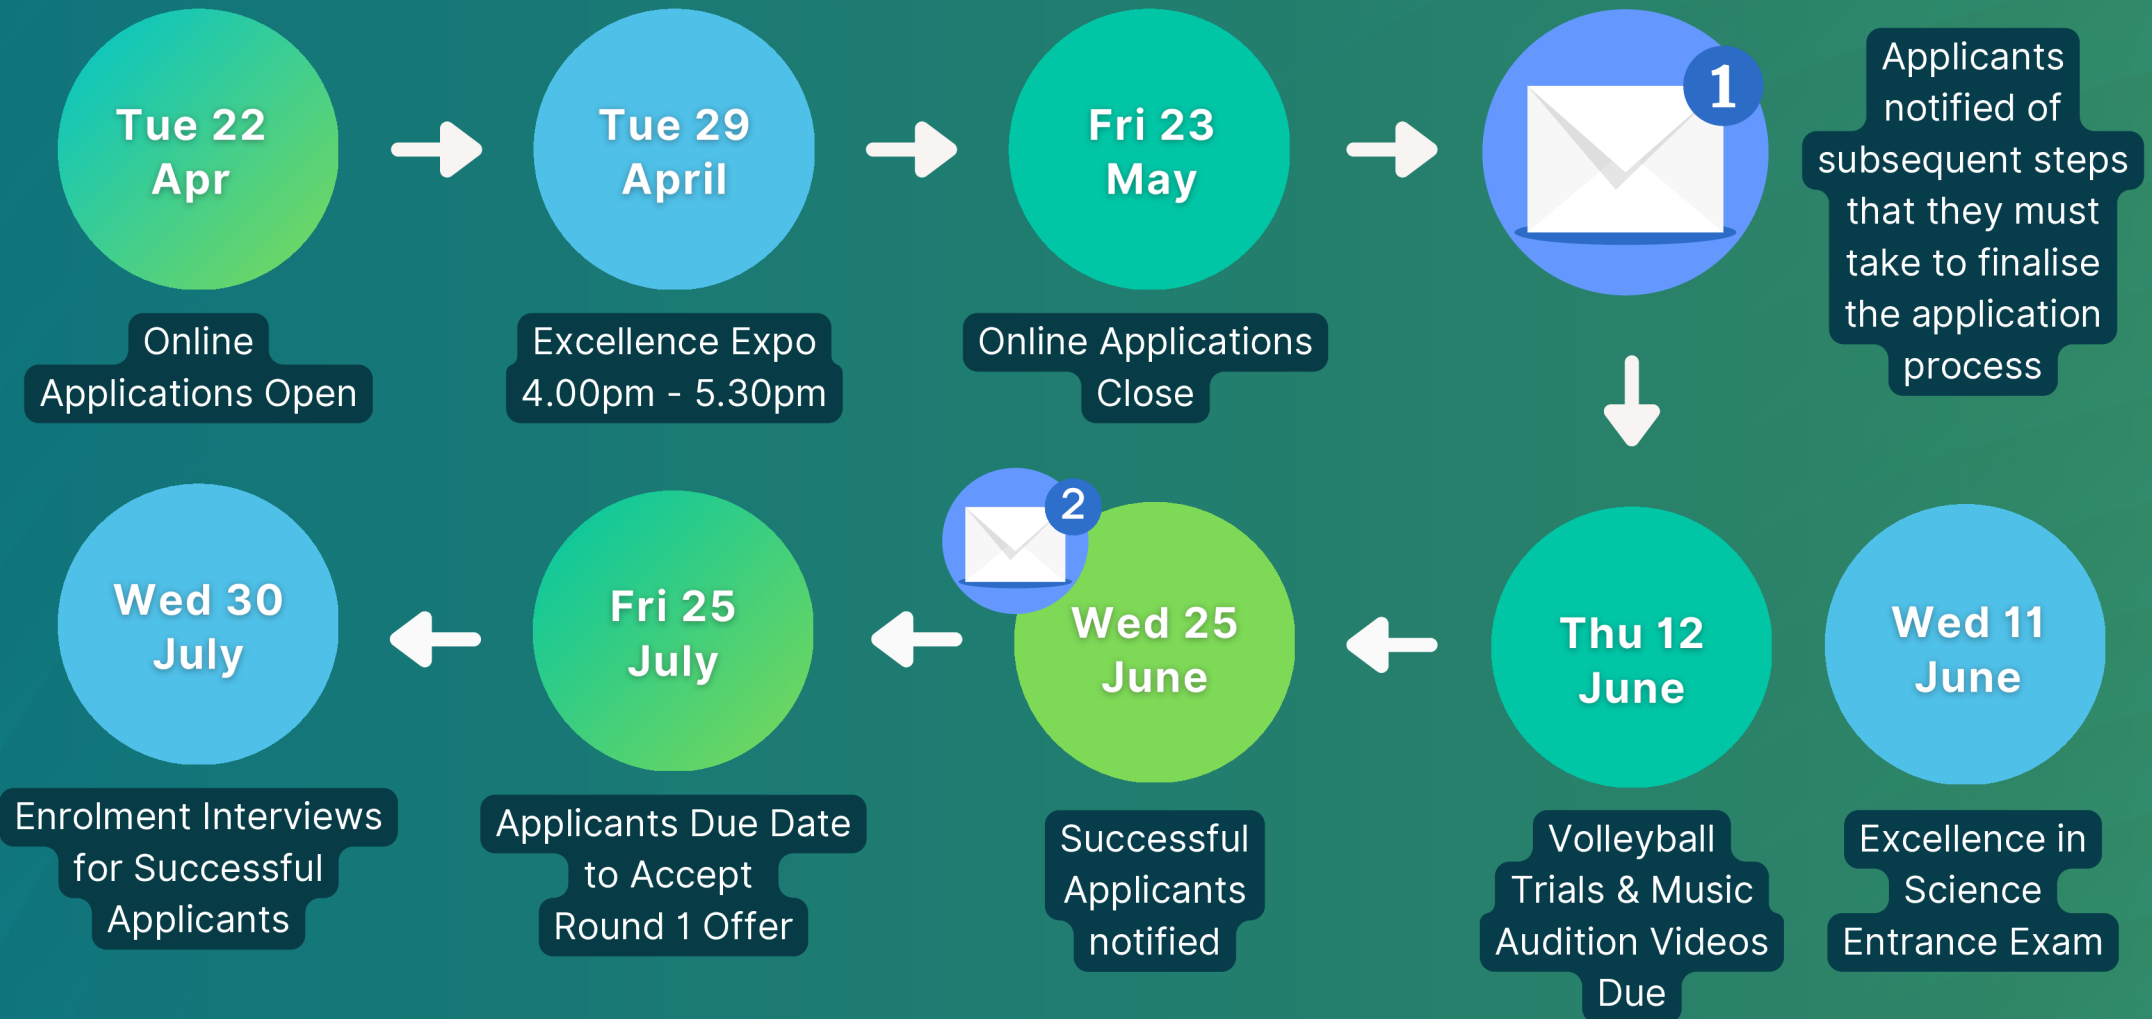 Tue 22
Apr
Online
Applications Open
Tue 29
April
Excellence Expo
4.00pm - 5.30pm
Fri 23
May
Online Applications
Close
1
Applicants
notified of
subsequent steps
that they must
take to finalise
the application
process
Wed 11
June
Excellence in
Science
Entrance Exam
Thu 12
June
Volleyball
Trials & Music
Audition Videos
Due
2
Wed 25
June
Successful
Applicants
notified
Fri 25
July
Applicants Due Date
to Accept
Round 1 Offer
Wed 30
July
Enrolment Interviews
for Successful
Applicants